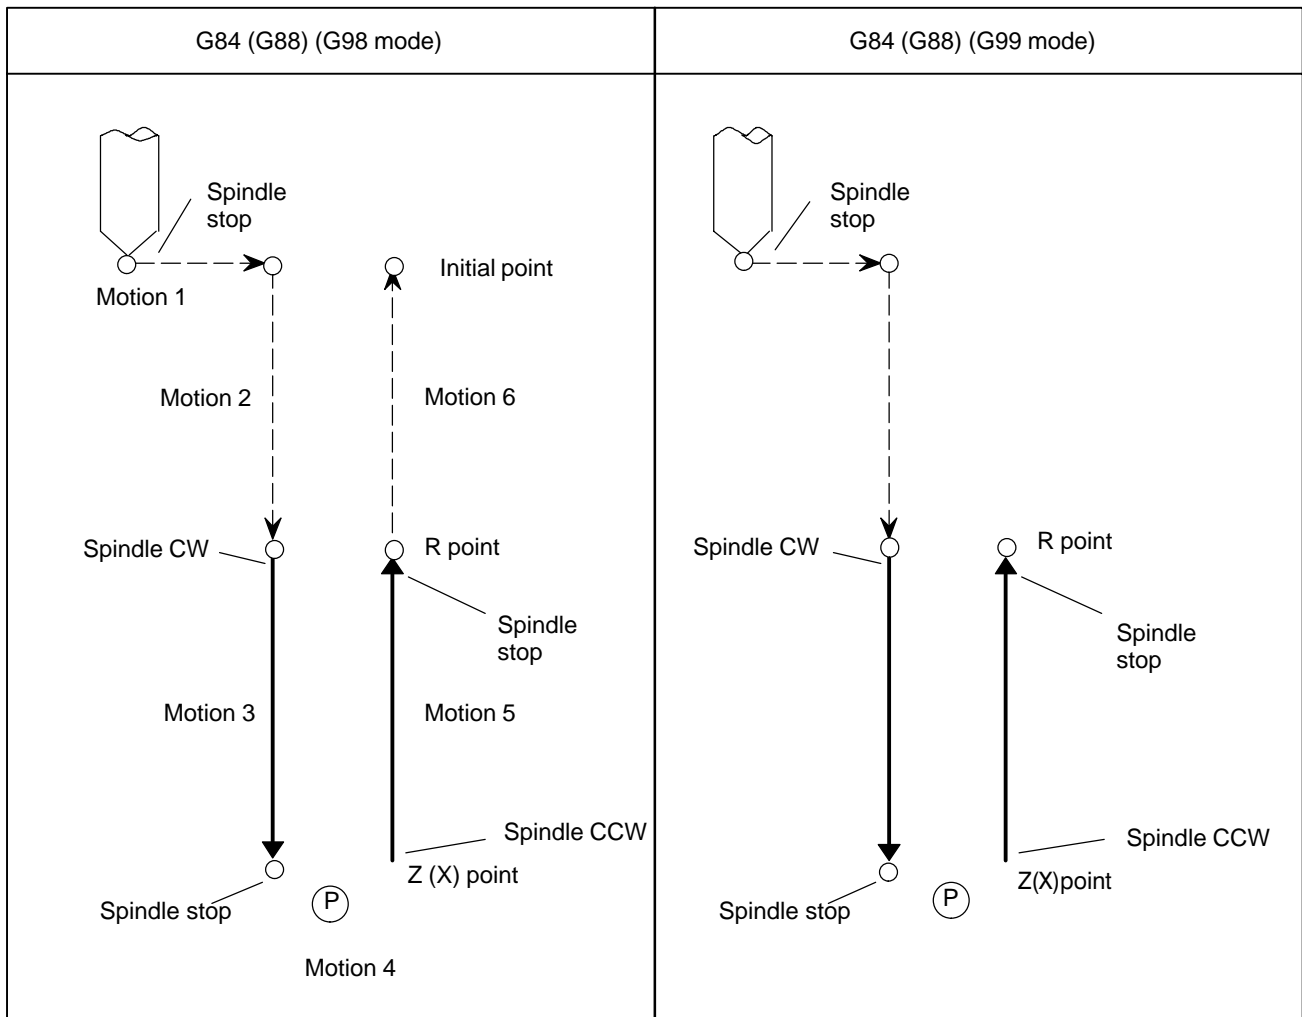 G84 (G88) (G98 mode)
G84 (G88) (G99 mode)
Spindle
stop
Motion 1
Initial point
Motion 2
Motion 6
Spindle CW
R point
Spindle
stop
Motion 3
Motion 5
Spindle CCW
Z (X) point
Spindle stop
P
Motion 4
Spindle
stop
Spindle CW
R point
Spindle
stop
Spindle CCW
Z(X)point
Spindle stop
P